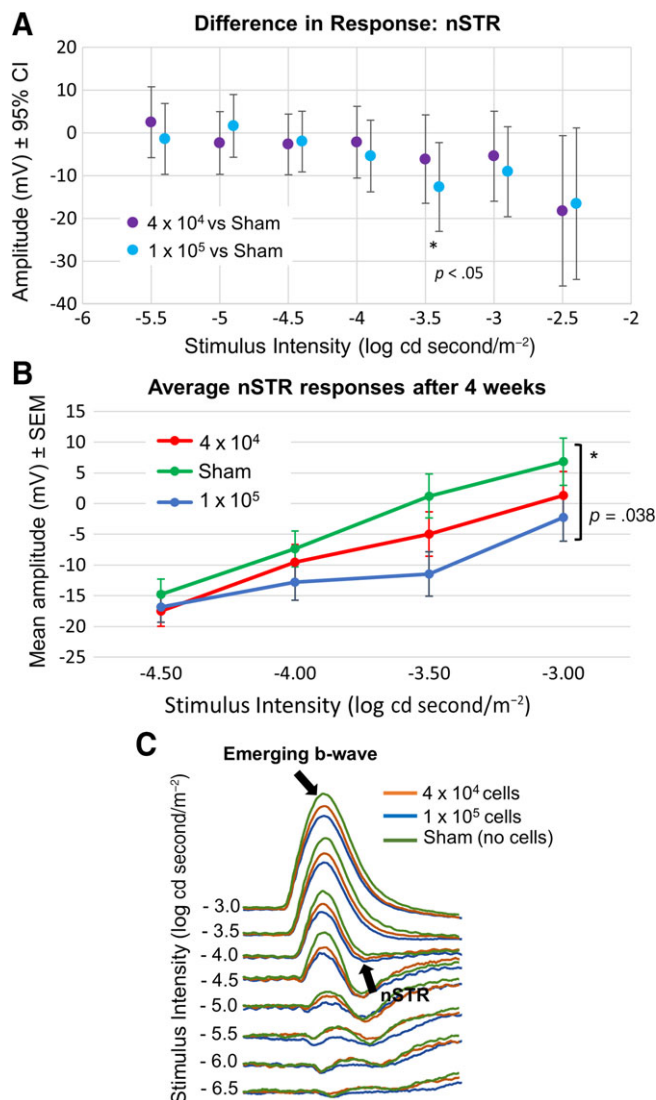 A
Difference in Response: nSTR
Amplitude (mV) ± 95% CI
20
10
0
-10
-20
-30
-40
4 x 10⁴ vs Sham
1 x 10⁵ vs Sham
*
p < .05
-6 -5.5 -5 -4.5 -4 -3.5 -3 -2.5 -2
Stimulus Intensity (log cd second/m⁻²)
B
Average nSTR responses after 4 weeks
Mean amplitude (mV) ± SEM
15
10
5
0
-5
-10
-15
-20
-25
4 x 10⁴
Sham
1 x 10⁵
*
p = .038
-4.50 -4.00 -3.50 -3.00
Stimulus Intensity (log cd second/m⁻²)
C
Emerging b-wave
4 x 10⁴ cells
1 x 10⁵ cells
Sham (no cells)
Stimulus Intensity (log cd second/m⁻²)
- 3.0
- 3.5
- 4.0
- 4.5
- 5.0
- 5.5
- 6.0
- 6.5
nSTR